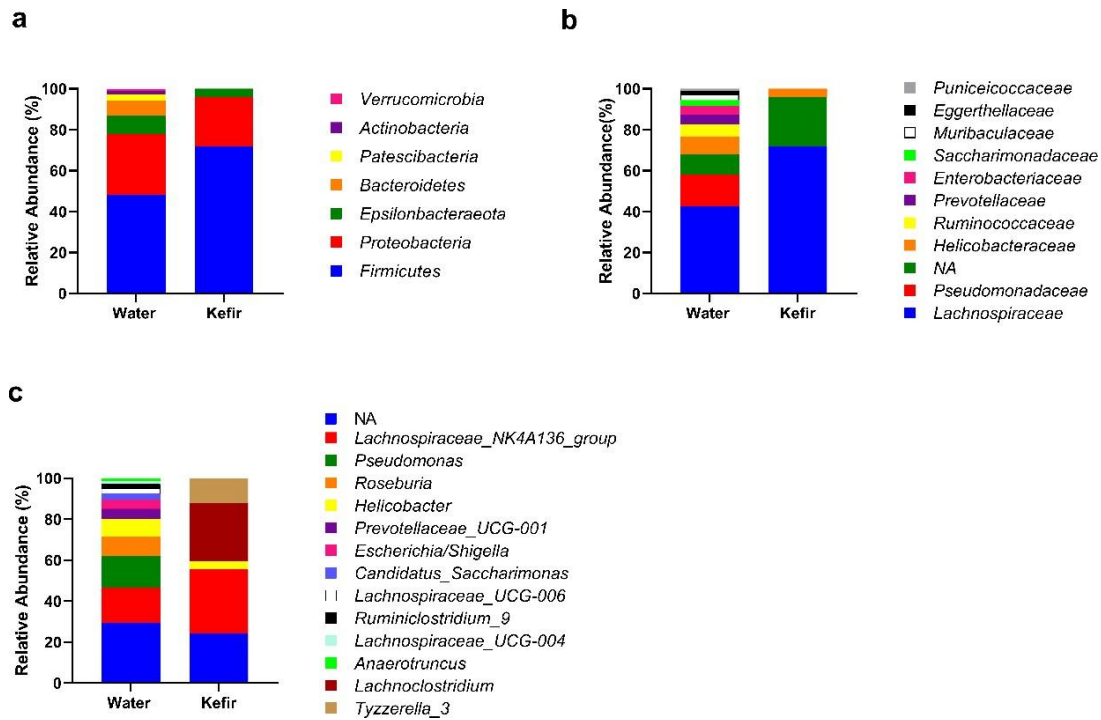 a
Relative Abundance (%)
100
80
60
40
20
0
Water
Kefir
Verrucomicrobia
Actinobacteria
Patescibacteria
Bacteroidetes
Epsilonbacteraeota
Proteobacteria
Firmicutes
b
Relative Abundance(%)
100
80
60
40
20
0
Water
Kefir
Puniceicoccaceae
Eggerthellaceae
Muribaculaceae
Saccharimonadaceae
Enterobacteriaceae
Prevotellaceae
Ruminococcaceae
Helicobacteraceae
NA
Pseudomonadaceae
Lachnospiraceae
c
Relative Abundance (%)
100
80
60
40
20
0
Water
Kefir
NA
Lachnospiraceae_NK4A136_group
Pseudomonas
Roseburia
Helicobacter
Prevotellaceae_UCG-001
Escherichia/Shigella
Candidatus_Saccharimonas
Lachnospiraceae_UCG-006
Ruminiclostridium_9
Lachnospiraceae_UCG-004
Anaerotruncus
Lachnoclostridium
Tyzzerella_3